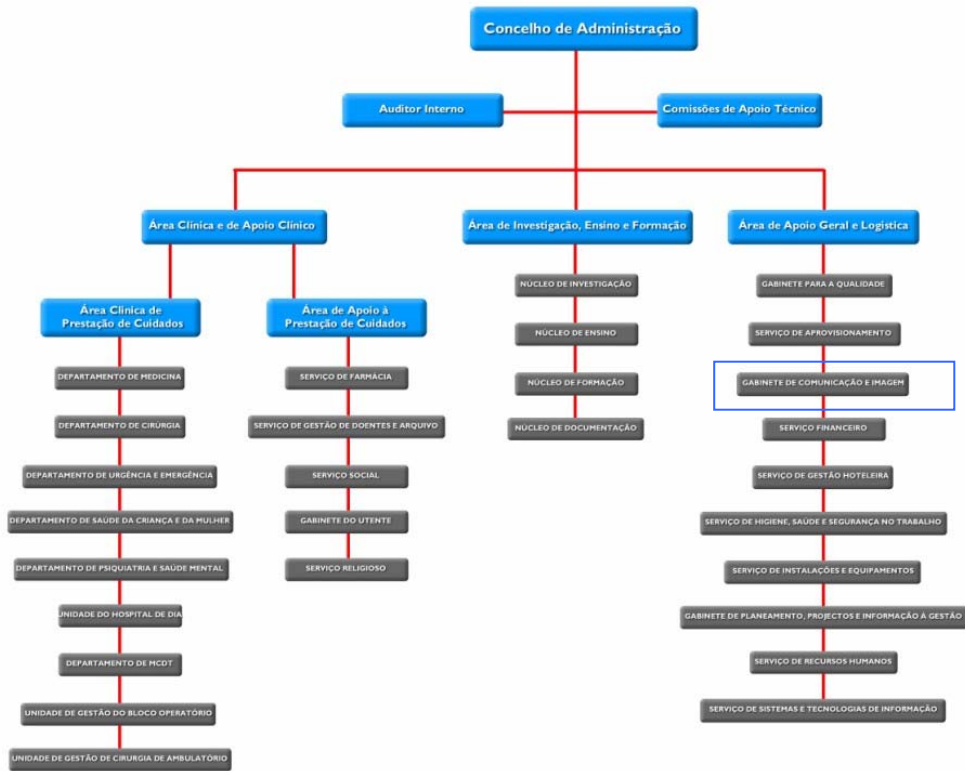 Concelho de Administração
Auditor Interno
Comissões de Apoio Técnico
Área Clinica e de Apoio Clínico
Área de Investigação, Ensino e Formação
Área de Apoio Geral e Logistica
Área Clinica de
Prestação de Cuidados
Área de Apoio à
Prestação de Cuidados
DEPARTAMENTO DE MEDICINA
DEPARTAMENTO DE CIRÚRGIA
DEPARTAMENTO DE URGÊNCIA E EMERGÊNCIA
DEPARTAMENTO DE SAUDE DA CRIANÇA E DA MULHER
DEPARTAMENTO DE PSIQUIATRIA E SAÚDE MENTAL
UNIDADE DO HOSPITAL DE DIA
DEPARTAMENTO DE MCDT
UNIDADE DE GESTÃO DO BLOCO OPERATÓRIO
UNIDADE DE GESTÃO DE CIRURGIA DE AMBULATÓRIO
SERVIÇO DE FARMÁCIA
SERVIÇO DE GESTÃO DE DOENTES E ARQUIVO
SERVIÇO SOCIAL
GABINETE DO UTENTE
SERVIÇO RELIGIOSO
NÚCLEO DE INVESTIGAÇÃO
NÚCLEO DE ENSINO
NÚCLEO DE FORMAÇÃO
NÚCLEO DE DOCUMENTAÇÃO
GABINETE PARA A QUALIDADE
SERVIÇO DE APROVISIONAMENTO
GABINETE DE COMUNICAÇÃO E IMAGEM
SERVIÇO FINANCEIRO
SERVIÇO DE GESTÃO HOTELEIRA
SERVIÇO DE HIGIENE, SAÚDE E SEGURANÇA NO TRABALHO
SERVIÇO DE INSTALAÇÕES E EQUIPAMENTOS
GABINETE DE PLANEAMENTO, PROJECTOS E INFORMAÇÃO À GESTÃO
SERVIÇO DE RECURSOS HUMANOS
SERVIÇO DE SISTEMAS E TECNOLOGIAS DE INFORMAÇÃO